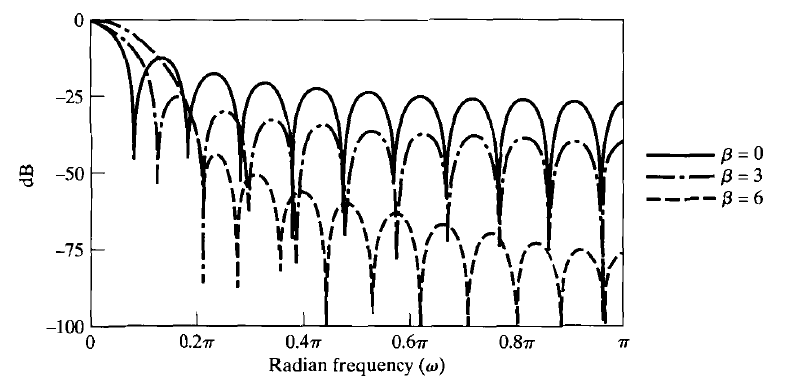 0
−25
−50
−75
−100
dB
0
0.2π
0.4π
0.6π
0.8π
π
Radian frequency (ω)
β = 0
β = 3
β = 6